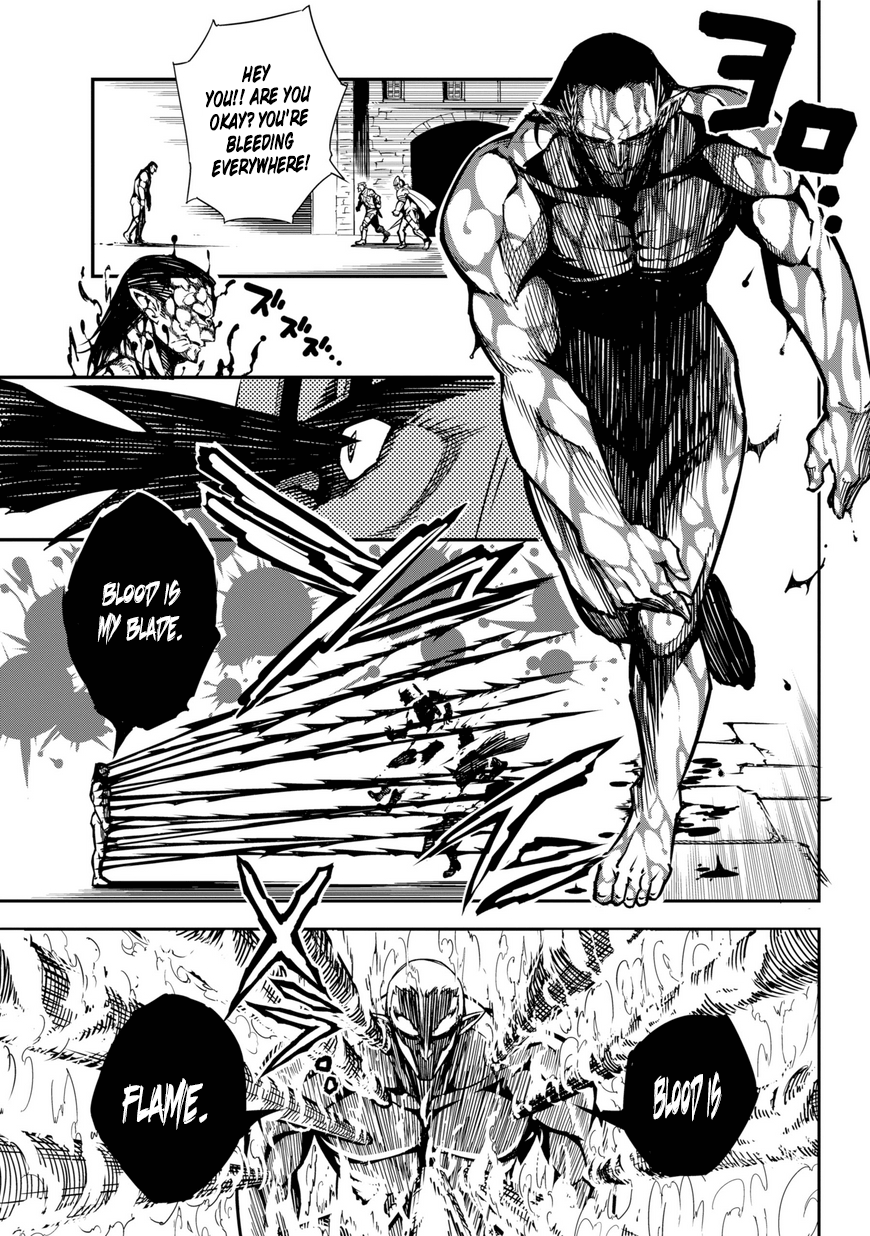 ヨロ…
HEY
YOU!! ARE YOU
OKAY? YOU'RE
BLEEDING
EVERYWHERE!
ズズズ…
BLOOD IS
MY BLADE.
BLOOD IS
FLAME.